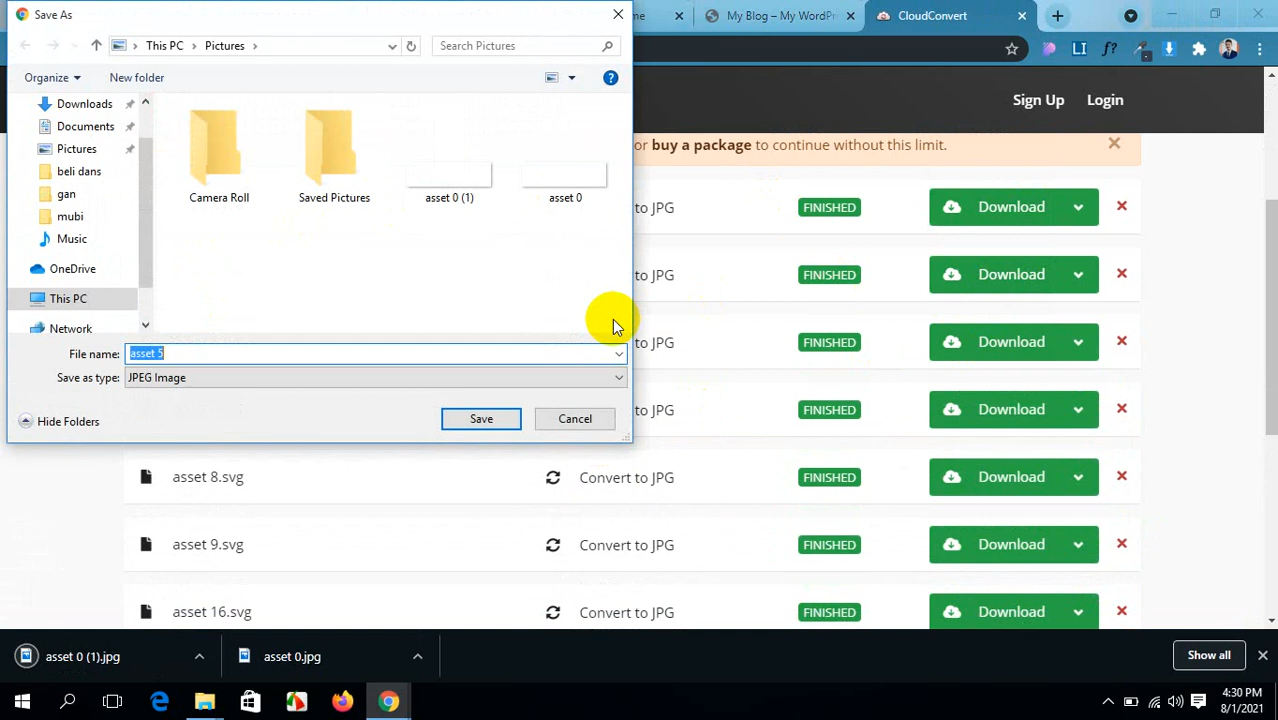 Save As
me
My Blog – My WordPr
CloudConvert
This PC
Pictures
Search Pictures
Organize
New folder
Sign Up
Login
Downloads
Documents
Pictures
beli dans
gan
mubi
Music
OneDrive
This PC
Network
Camera Roll
Saved Pictures
asset 0 (1)
asset 0
or buy a package to continue without this limit.
to JPG
FINISHED
Download
to JPG
FINISHED
Download
to JPG
FINISHED
Download
File name:
asset 5
Save as type:
JPEG Image
to JPG
FINISHED
Download
Hide Folders
Save
Cancel
asset 8.svg
Convert to JPG
FINISHED
Download
asset 9.svg
Convert to JPG
FINISHED
Download
asset 16.svg
Convert to JPG
FINISHED
Download
asset 0 (1).jpg
asset 0.jpg
Show all
4:30 PM
8/1/2021